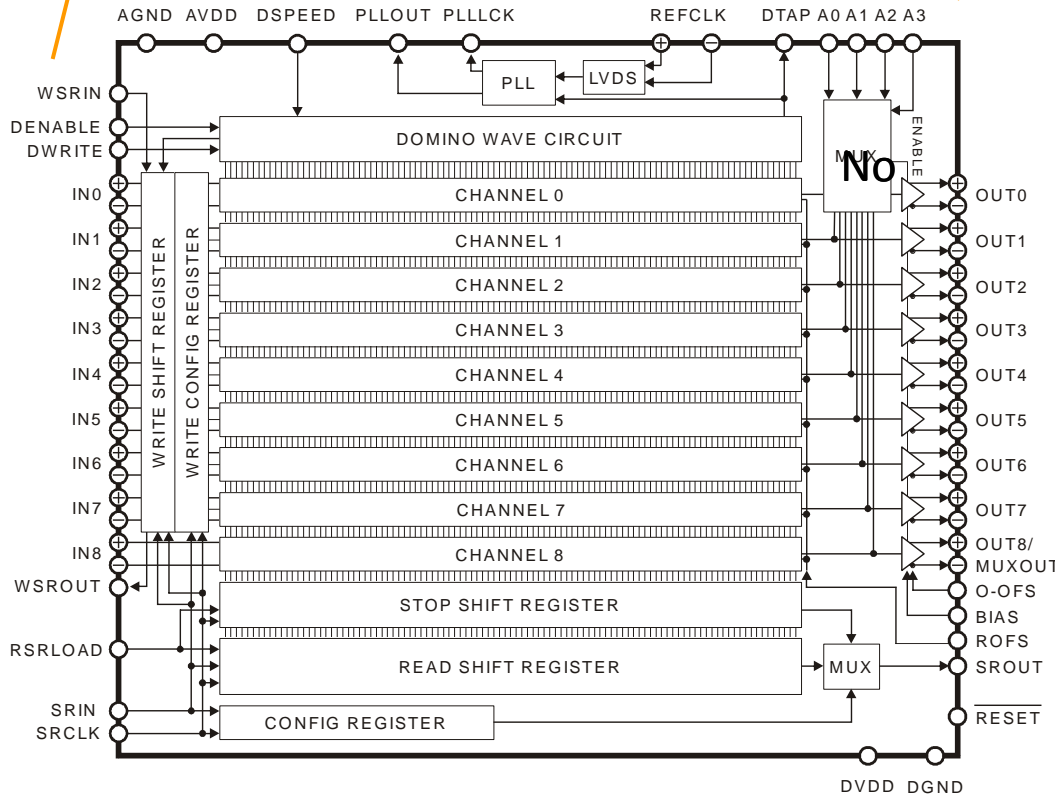 AGND AVDD DSPEED PLLOUT PLLLCK REFCLK DTAP A0 A1 A2 A3
WSRIN
PLL
LVDS
DENABLE
DWRITE
DOMINO WAVE CIRCUIT
MUX
No
ENABLE
IN0
CHANNEL 0
OUT0
IN1
CHANNEL 1
OUT1
IN2
CHANNEL 2
OUT2
IN3
CHANNEL 3
OUT3
IN4
CHANNEL 4
OUT4
IN5
CHANNEL 5
OUT5
IN6
CHANNEL 6
OUT6
IN7
CHANNEL 7
OUT7
IN8
CHANNEL 8
OUT8/
MUXOUT
WRITE SHIFT REGISTER
WRITE CONFIG REGISTER
WSROUT
STOP SHIFT REGISTER
O-OFS
BIAS
ROFS
RSRLOAD
READ SHIFT REGISTER
MUX
SROUT
SRIN
SRCLK
CONFIG REGISTER
RESET
DVDD DGND